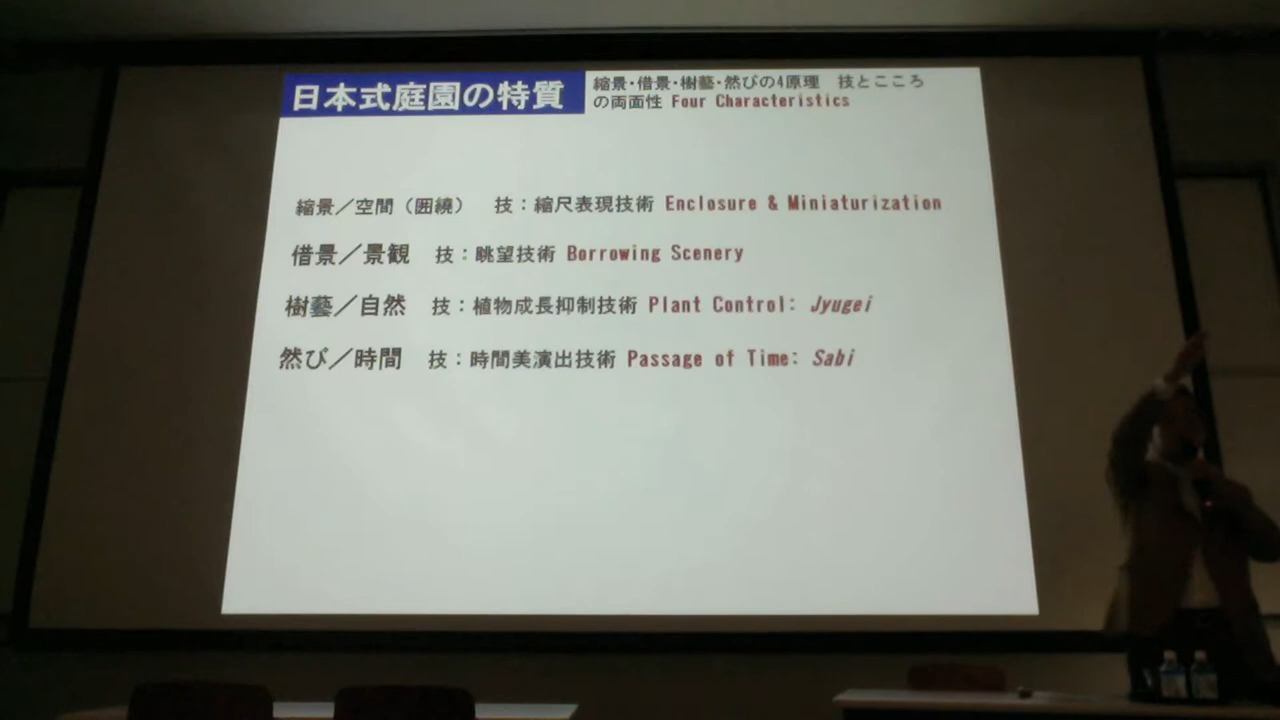 日本式庭園の特質
縮景・借景・樹藝・然びの4原理　技とこころ
の両面性 Four Characteristics
縮景／空間（囲繞）　技：縮尺表現技術 Enclosure & Miniaturization
借景／景観　技：眺望技術 Borrowing Scenery
樹藝／自然　技：植物成長抑制技術 Plant Control: Jyugei
然び／時間　技：時間美演出技術 Passage of Time: Sabi